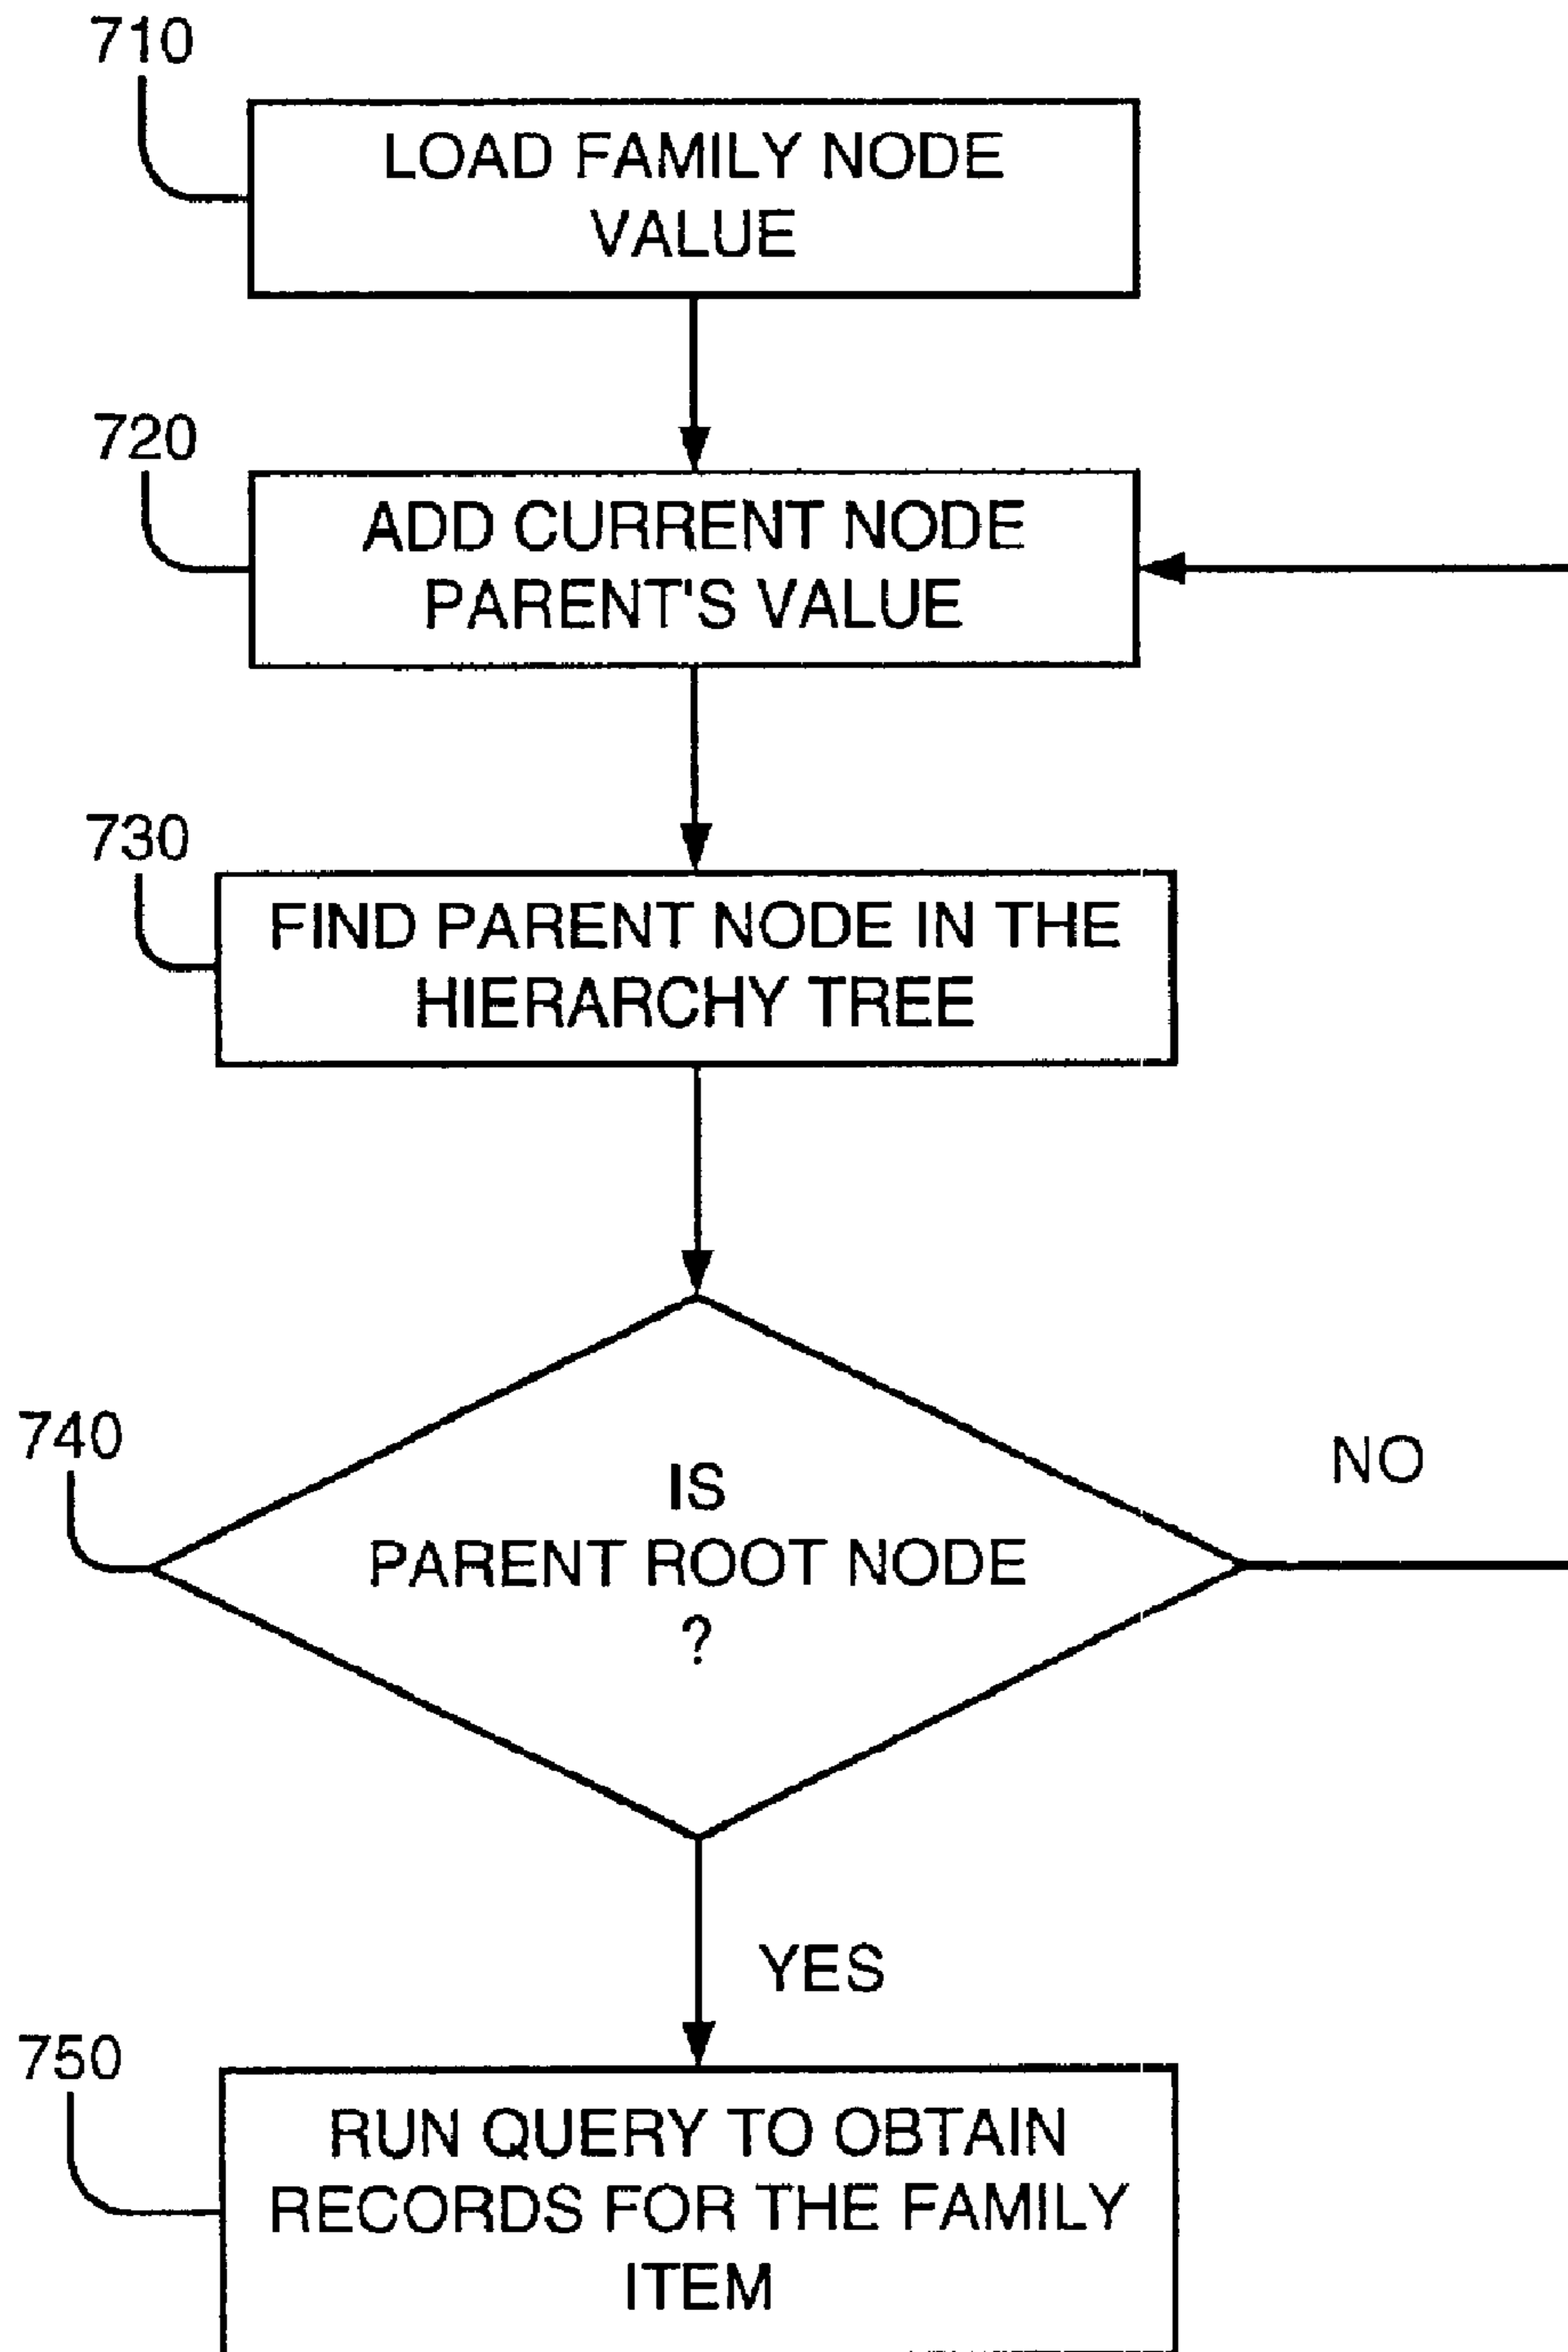 710
LOAD FAMILY NODE
VALUE
720
ADD CURRENT NODE
PARENT'S VALUE
730
FIND PARENT NODE IN THE
HIERARCHY TREE
740
IS
PARENT ROOT NODE
?
NO
YES
750
RUN QUERY TO OBTAIN
RECORDS FOR THE FAMILY
ITEM